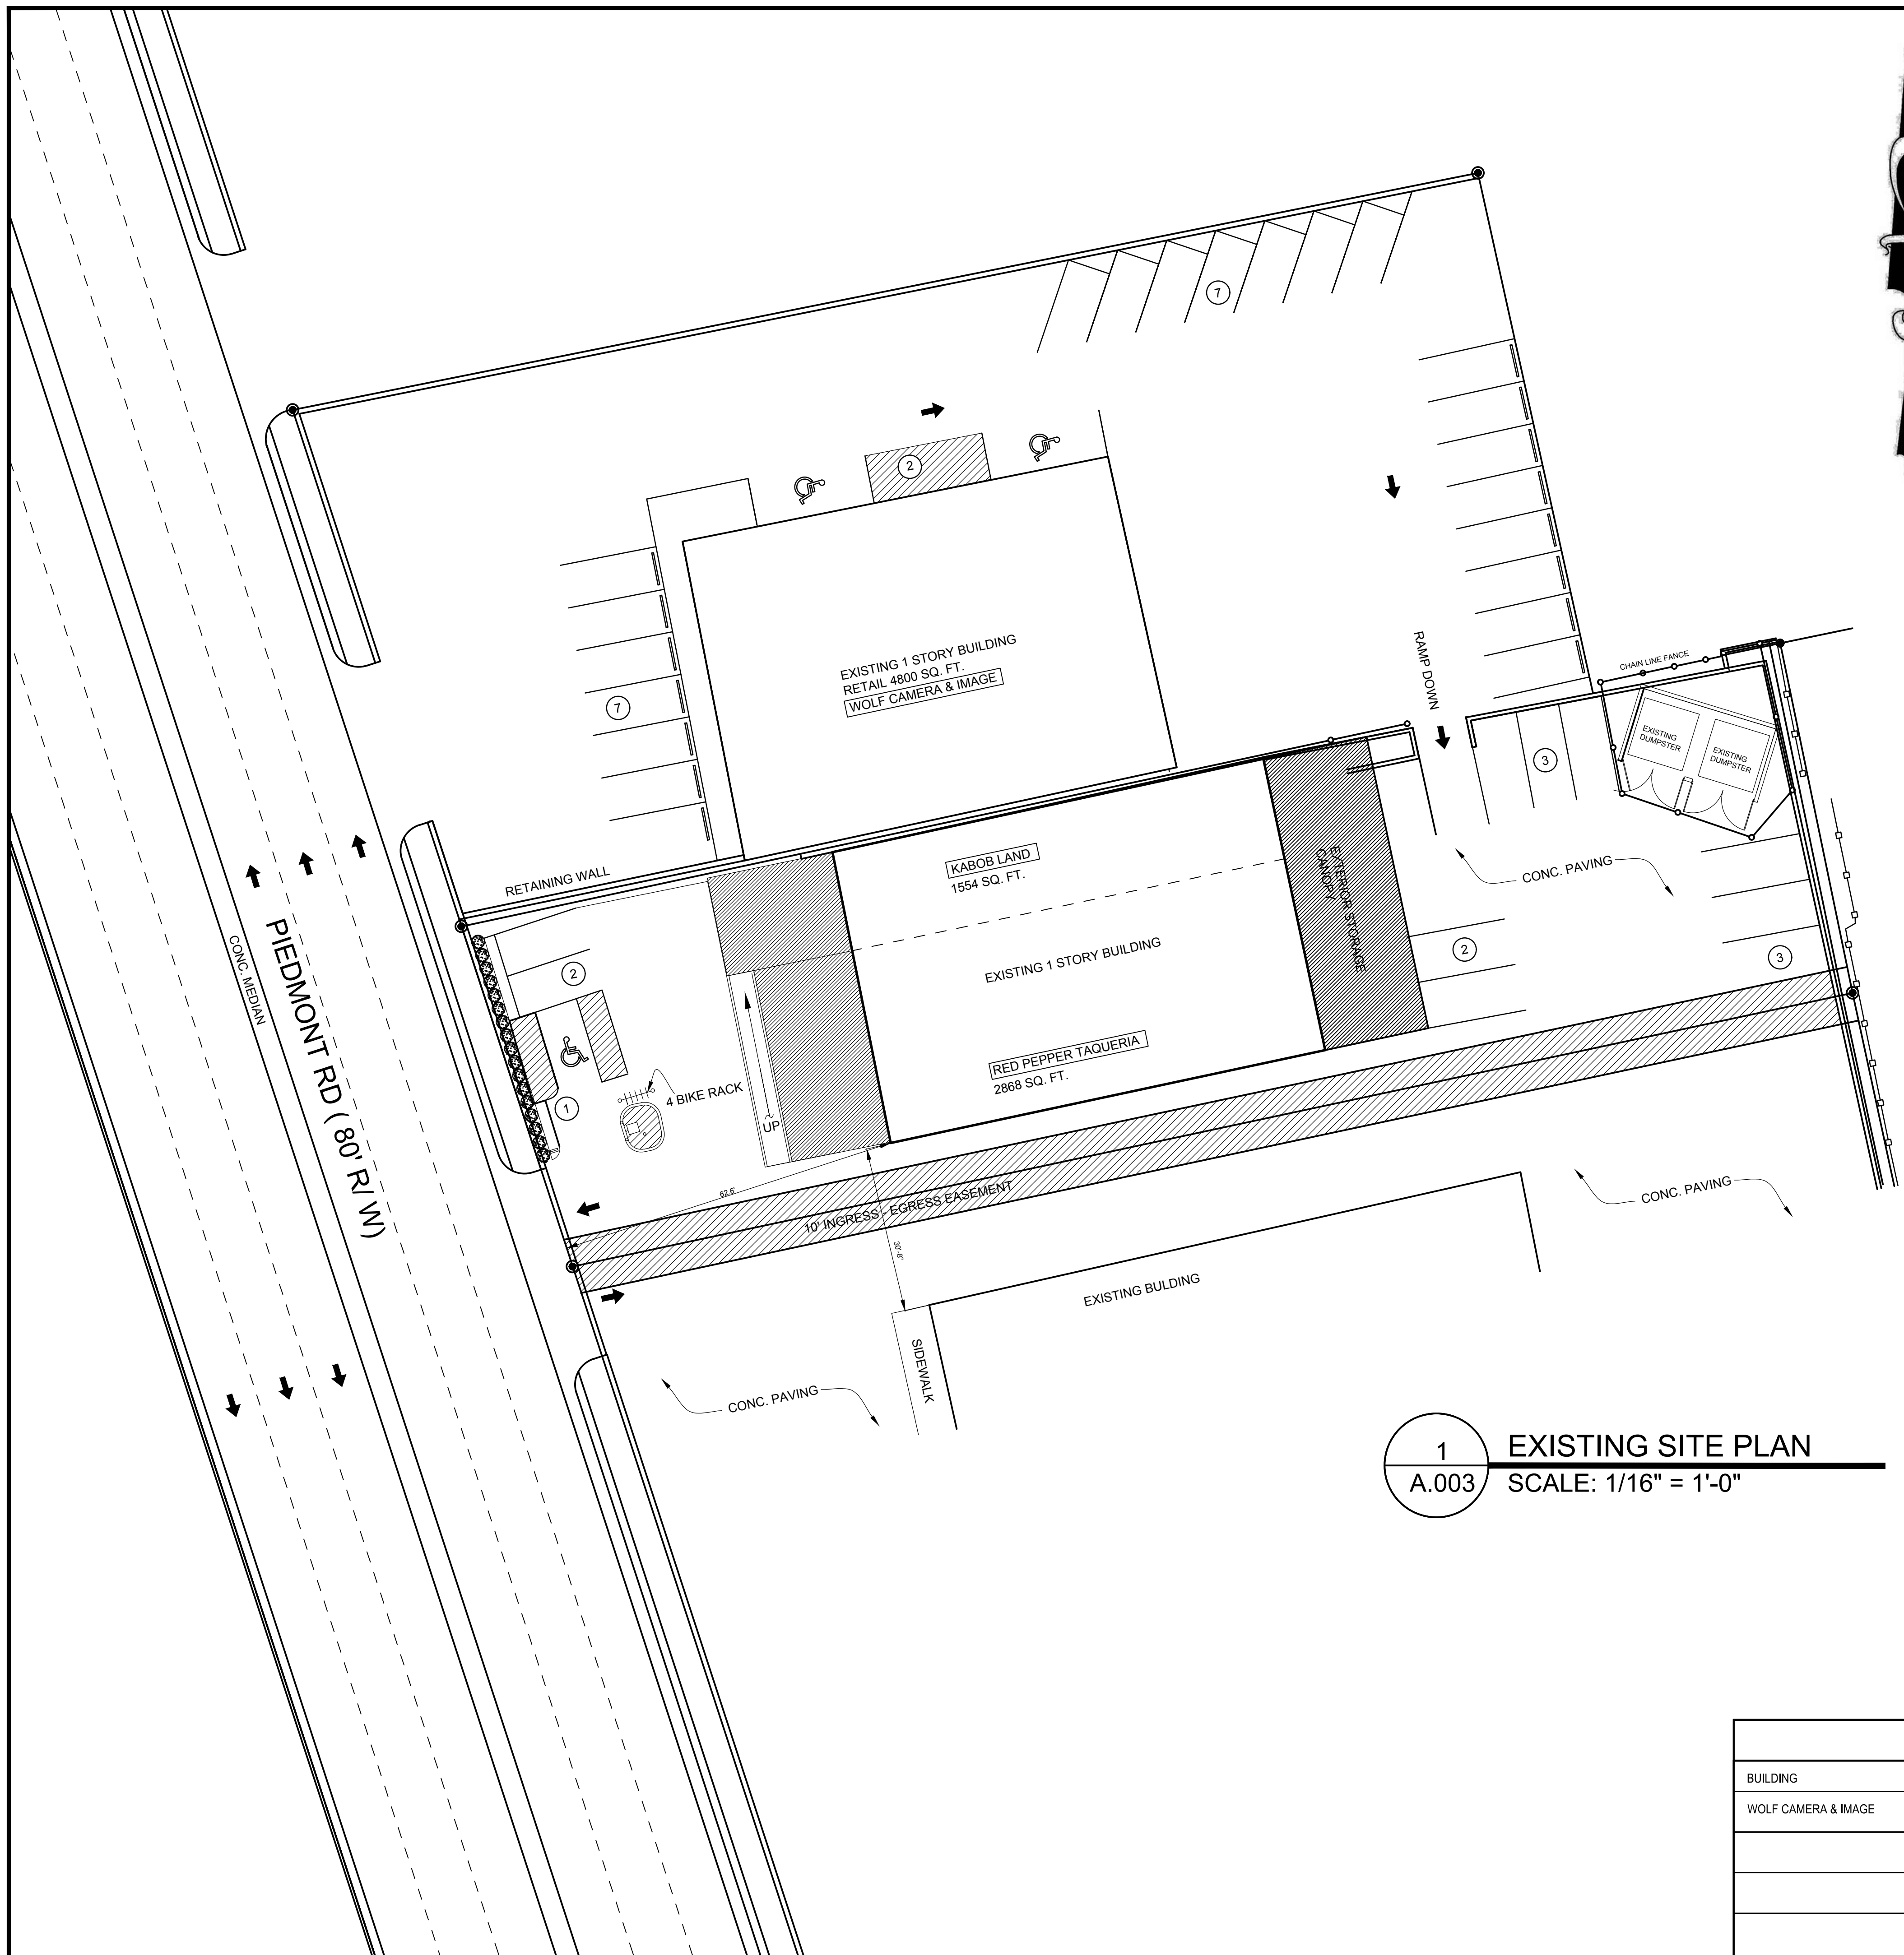 7
2
EXISTING 1 STORY BUILDING
RETAIL 4800 SQ. FT.
WOLF CAMERA & IMAGE
7
RAMP DOWN
CHAIN LINE FANCE
EXISTING
DUMPSTER
EXISTING
DUMPSTER
3
RETAINING WALL
KABOB LAND
1554 SQ. FT.
EXTERIOR STORAGE
CANOPY
CONC. PAVING
PIEDMONT RD ( 80' R/ W)
CONC. MEDIAN
2
EXISTING 1 STORY BUILDING
2
3
RED PEPPER TAQUERIA
2868 SQ. FT.
1
4 BIKE RACK
UP
62.6'
10' INGRESS - EGRESS EASEMENT
30'-8"
CONC. PAVING
EXISTING BULDING
SIDEWALK
CONC. PAVING
1
A.003
EXISTING SITE PLAN
SCALE: 1/16" = 1'-0"
BUILDING
WOLF CAMERA & IMAGE